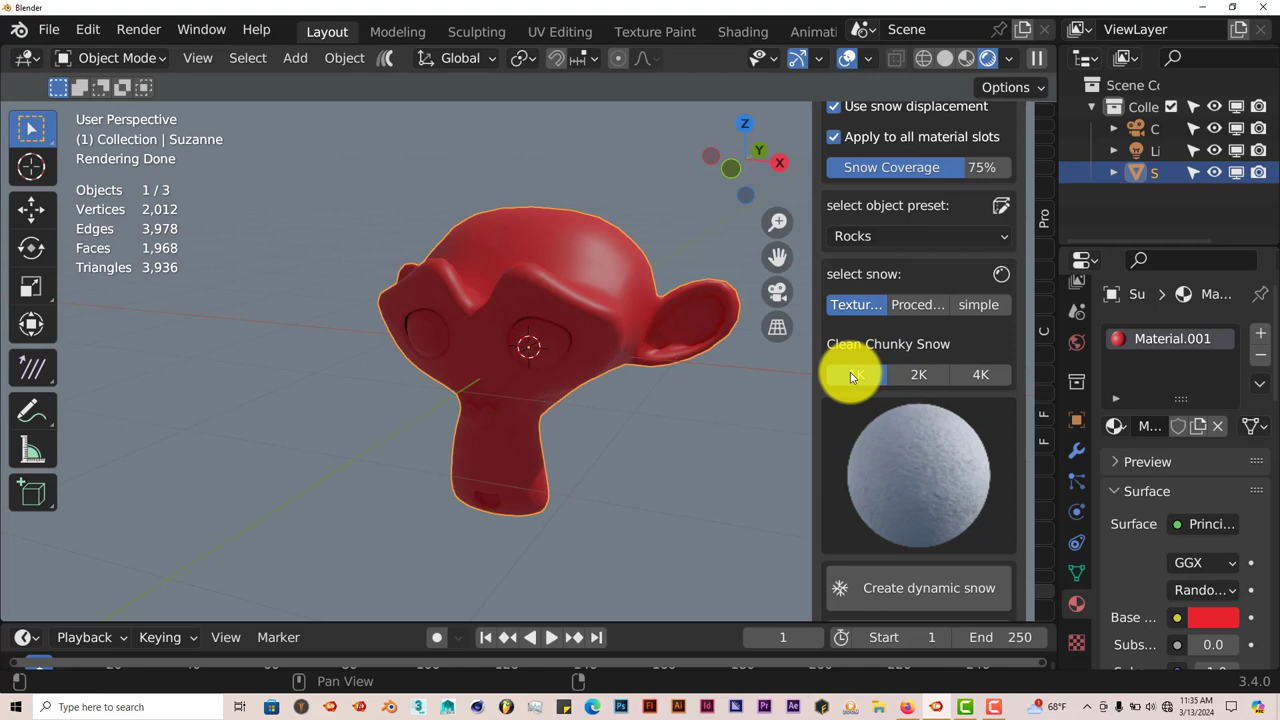 Blender
File Edit Render Window Help Layout Modeling Sculpting UV Editing Texture Paint Shading Animati Scene ViewLayer
Object Mode View Select Add Object Global
Options
User Perspective
(1) Collection | Suzanne
Rendering Done
Objects 1 / 3
Vertices 2,012
Edges 3,978
Faces 1,968
Triangles 3,936
Z
Y
X
Use snow displacement
Apply to all material slots
Snow Coverage 75%
select object preset:
Rocks
select snow:
Textur... Proced... simple
Clean Chunky Snow
2K 4K
Create dynamic snow
Pro
C
F
F
Scene Cc
Colle
C
Li
S
Su Ma...
Material.001
M...
Preview
Surface
Surface Princi...
GGX
Rando...
Base ...
Subs... 0.0
Playback Keying View Marker 1 Start 1 End 250
Pan View 3.4.0
Type here to search 68°F 11:35 AM
3/13/2024